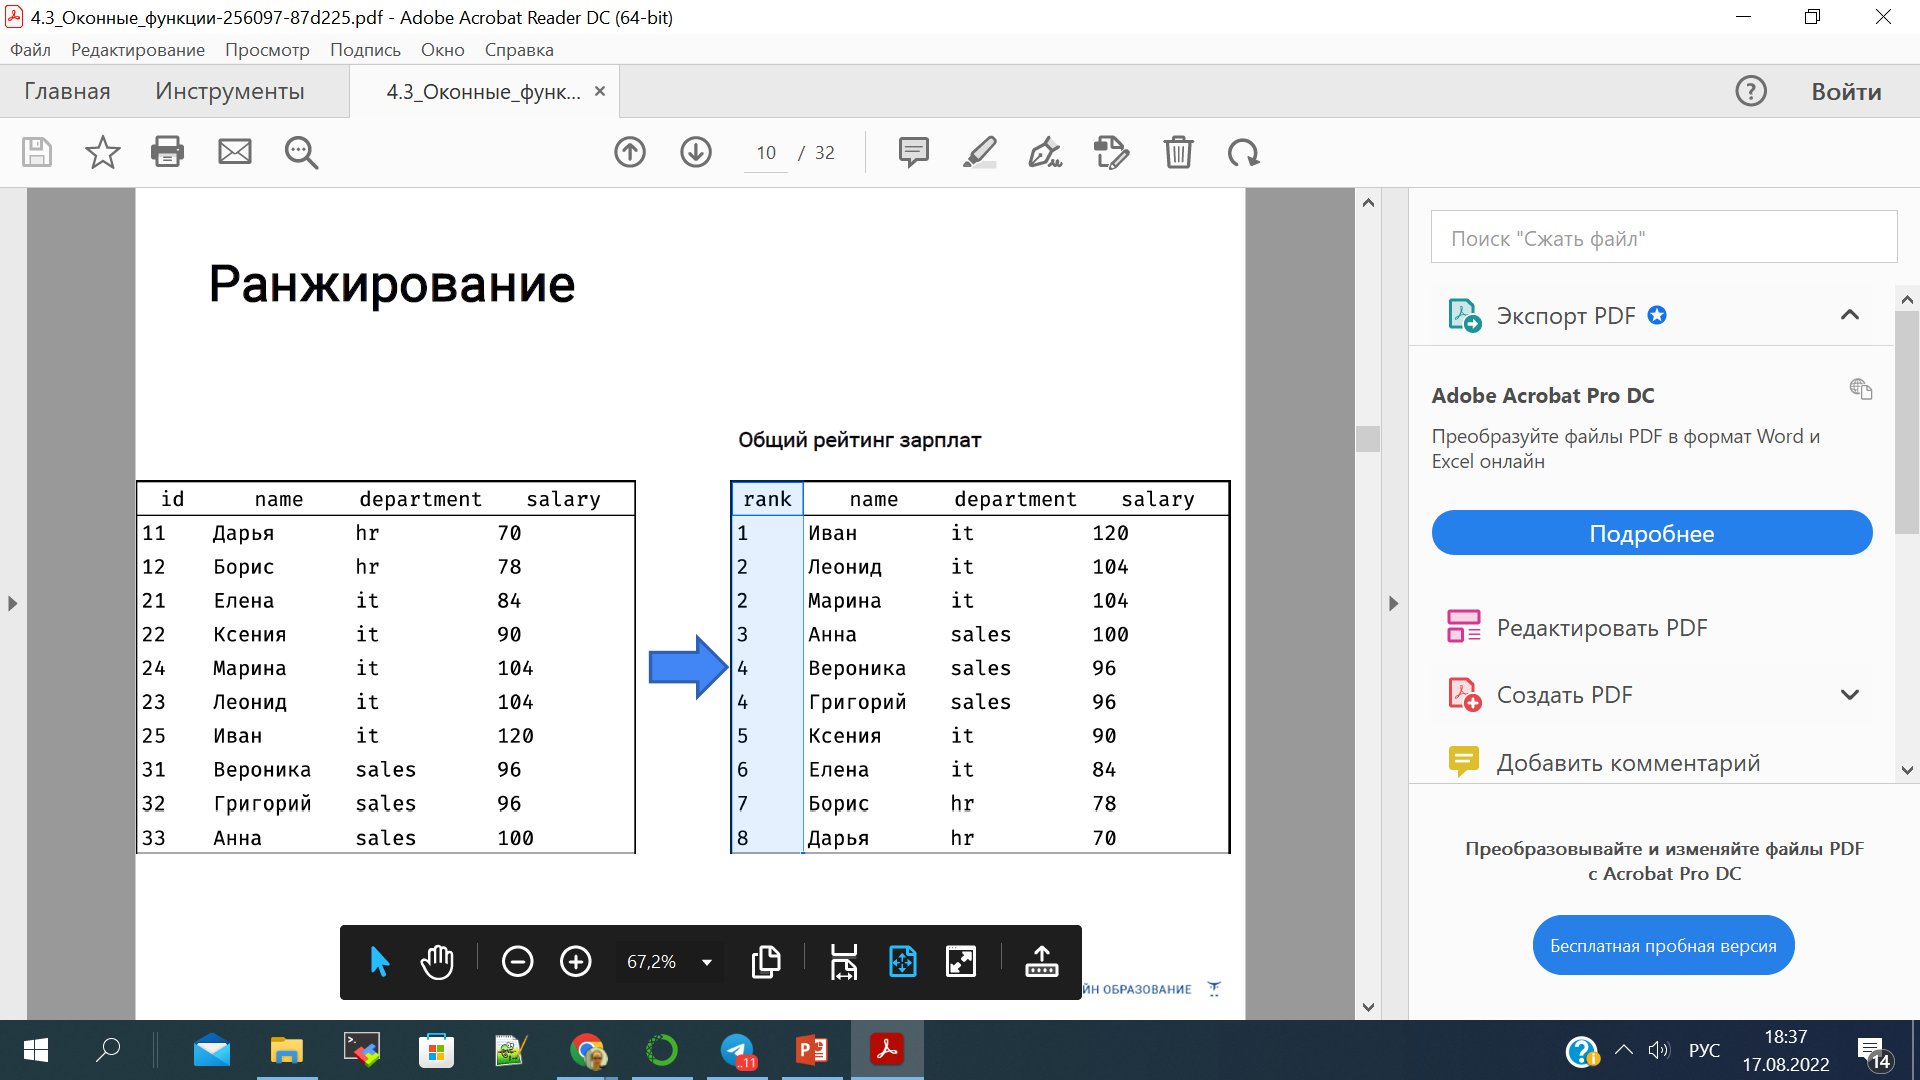 4.3_Оконные_функции-256097-87d225.pdf - Adobe Acrobat Reader DC (64-bit)
Файл Редактирование Просмотр Подпись Окно Справка
Главная Инструменты 4.3_Оконные_функ... Войти
10 / 32
Ранжирование
Общий рейтинг зарплат
id name department salary
11 Дарья hr 70
12 Борис hr 78
21 Елена it 84
22 Ксения it 90
24 Марина it 104
23 Леонид it 104
25 Иван it 120
31 Вероника sales 96
32 Григорий sales 96
33 Анна sales 100
rank name department salary
1 Иван it 120
2 Леонид it 104
2 Марина it 104
3 Анна sales 100
4 Вероника sales 96
4 Григорий sales 96
5 Ксения it 90
6 Елена it 84
7 Борис hr 78
8 Дарья hr 70
67,2%
ЙН ОБРАЗОВАНИЕ
Поиск "Сжать файл"
Экспорт PDF
Adobe Acrobat Pro DC
Преобразуйте файлы PDF в формат Word и
Excel онлайн
Подробнее
Редактировать PDF
Создать PDF
Добавить комментарий
Преобразовывайте и изменяйте файлы PDF
с Acrobat Pro DC
Бесплатная пробная версия
..11
РУС
18:37
17.08.2022
14